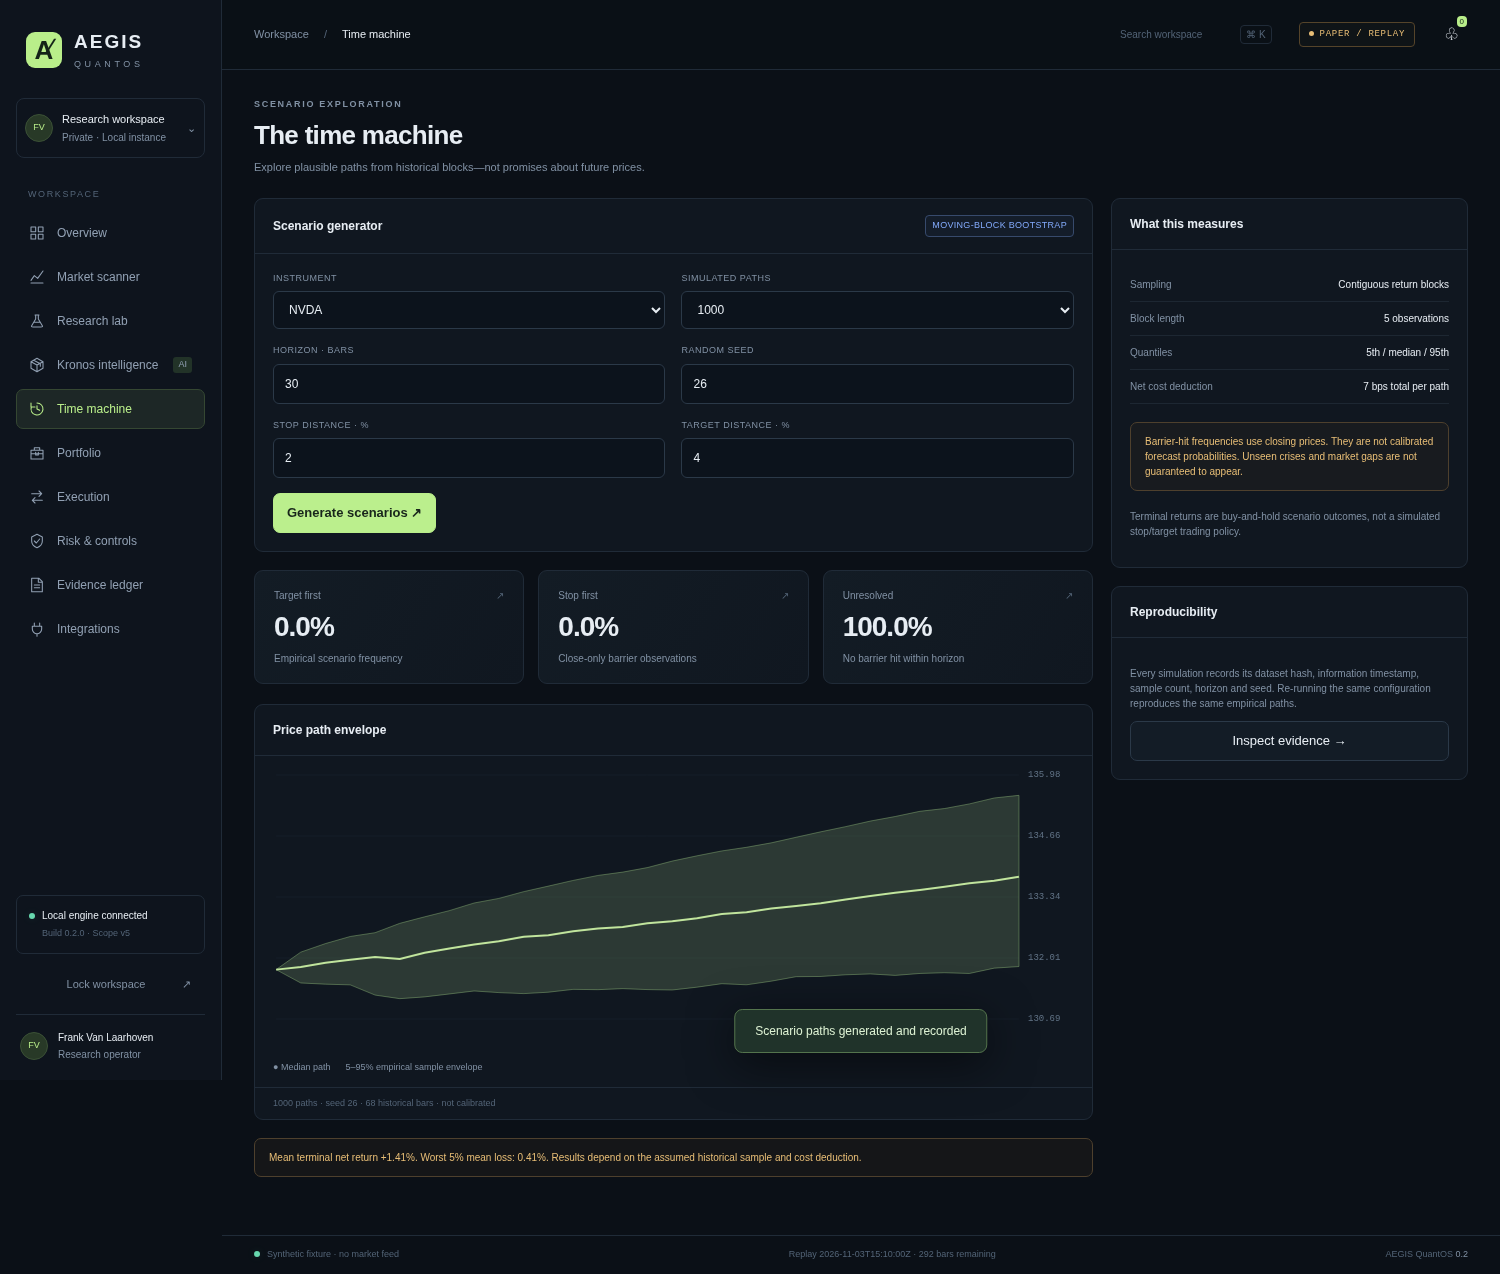 AEGIS
QUANTOS
FV
Research workspace
Private · Local instance
WORKSPACE
Overview
Market scanner
Research lab
Kronos intelligence AI
Time machine
Portfolio
Execution
Risk & controls
Evidence ledger
Integrations
Local engine connected
Build 0.2.0 · Scope v5
Lock workspace ↗
FV
Frank Van Laarhoven
Research operator
Workspace / Time machine
Search workspace ⌘ K
PAPER / REPLAY
0
SCENARIO EXPLORATION
The time machine
Explore plausible paths from historical blocks—not promises about future prices.
Scenario generator
MOVING-BLOCK BOOTSTRAP
INSTRUMENT
NVDA
SIMULATED PATHS
1000
HORIZON · BARS
30
RANDOM SEED
26
STOP DISTANCE · %
2
TARGET DISTANCE · %
4
Generate scenarios ↗
Target first ↗
0.0%
Empirical scenario frequency
Stop first ↗
0.0%
Close-only barrier observations
Unresolved ↗
100.0%
No barrier hit within horizon
Price path envelope
135.98
134.66
133.34
132.01
130.69
Scenario paths generated and recorded
● Median path 5–95% empirical sample envelope
1000 paths · seed 26 · 68 historical bars · not calibrated
Mean terminal net return +1.41%. Worst 5% mean loss: 0.41%. Results depend on the assumed historical sample and cost deduction.
What this measures
Sampling Contiguous return blocks
Block length 5 observations
Quantiles 5th / median / 95th
Net cost deduction 7 bps total per path
Barrier-hit frequencies use closing prices. They are not calibrated
forecast probabilities. Unseen crises and market gaps are not
guaranteed to appear.
Terminal returns are buy-and-hold scenario outcomes, not a simulated
stop/target trading policy.
Reproducibility
Every simulation records its dataset hash, information timestamp,
sample count, horizon and seed. Re-running the same configuration
reproduces the same empirical paths.
Inspect evidence →
Synthetic fixture · no market feed
Replay 2026-11-03T15:10:00Z · 292 bars remaining
AEGIS QuantOS 0.2